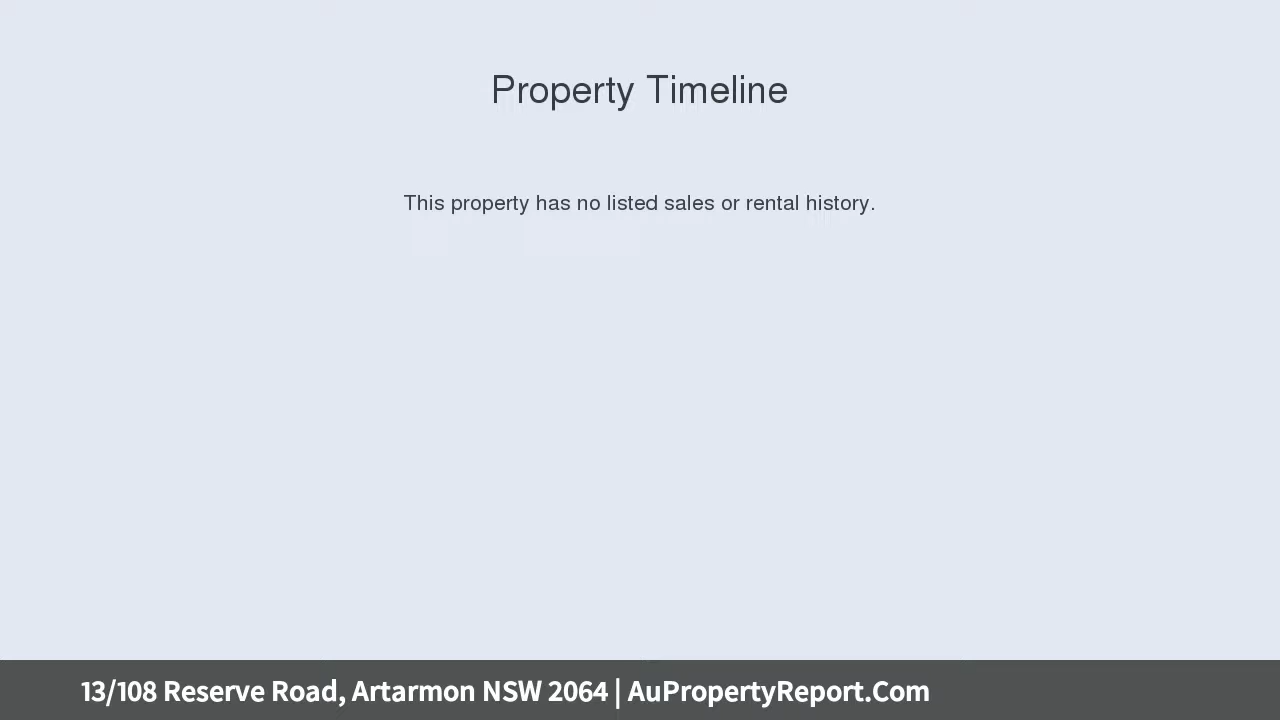 Property Timeline
This property has no listed sales or rental history.
13/108 Reserve Road, Artarmon NSW 2064 | AuPropertyReport.Com